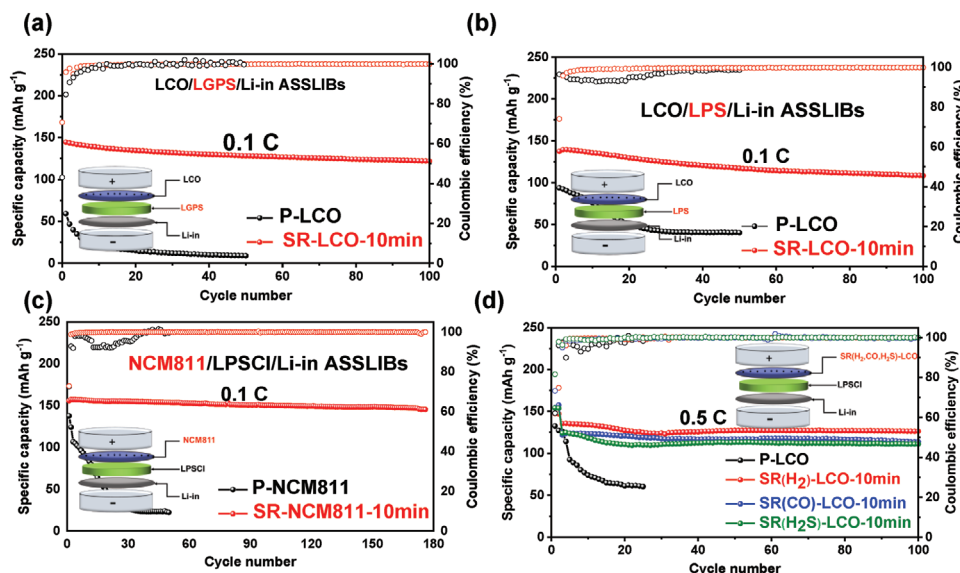 (a)
250
200
150
100
50
0
Specific capacity (mAh g⁻¹)
100
80
60
40
20
0
Coulombic efficiency (%)
LCO/LGPS/Li-in ASSLIBs
0.1 C
+
LCO
LGPS
Li-in
-
P-LCO
SR-LCO-10min
0 20 40 60 80 100
Cycle number
(b)
250
200
150
100
50
0
Specific capacity (mAh g⁻¹)
100
80
60
40
20
0
Coulombic efficiency (%)
LCO/LPS/Li-in ASSLIBs
0.1 C
+
LCO
LPS
Li-in
-
P-LCO
SR-LCO-10min
0 20 40 60 80 100
Cycle number
(c)
250
200
150
100
50
0
Specific capacity (mAh g⁻¹)
100
80
60
40
20
0
Coulombic efficiency (%)
NCM811/LPSCl/Li-in ASSLIBs
0.1 C
+
NCM811
LPSCl
Li-in
-
P-NCM811
SR-NCM811-10min
0 30 60 90 120 150 180
Cycle number
(d)
250
200
150
100
50
0
Specific capacity (mAh g⁻¹)
100
80
60
40
20
0
Coulombic efficiency (%)
+
SR(H₂,CO,H₂S)-LCO
LPSCl
Li-in
-
0.5 C
P-LCO
SR(H₂)-LCO-10min
SR(CO)-LCO-10min
SR(H₂S)-LCO-10min
0 20 40 60 80 100
Cycle number